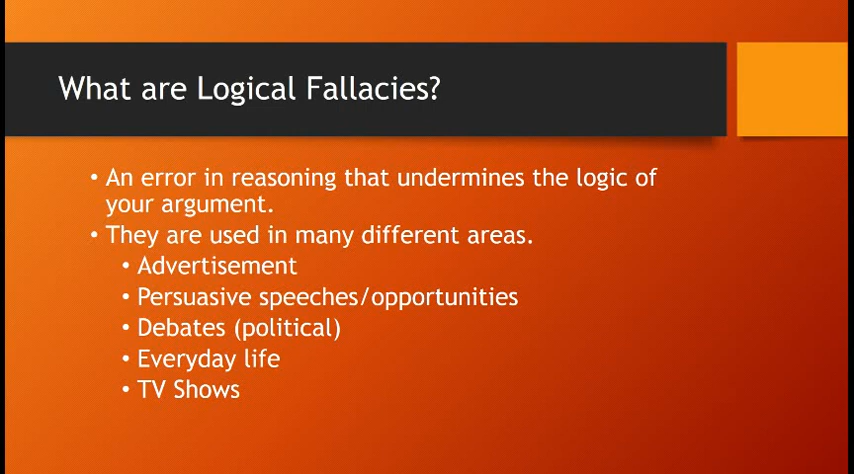 What are Logical Fallacies?
• An error in reasoning that undermines the logic of
your argument.
• They are used in many different areas.
• Advertisement
• Persuasive speeches/opportunities
• Debates (political)
• Everyday life
• TV Shows